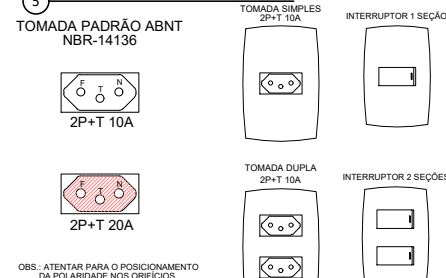 5
TOMADA PADRÃO ABNT
NBR-14136
F
T
N
2P+T 10A
F
T
N
2P+T 20A
OBS.: ATENTAR PARA O POSICIONAMENTO
DA POLARIDADE NOS ORIFÍCIOS
TOMADA SIMPLES
2P+T 10A
INTERRUPTOR 1 SEÇÃO
TOMADA DUPLA
2P+T 10A
INTERRUPTOR 2 SEÇÕES